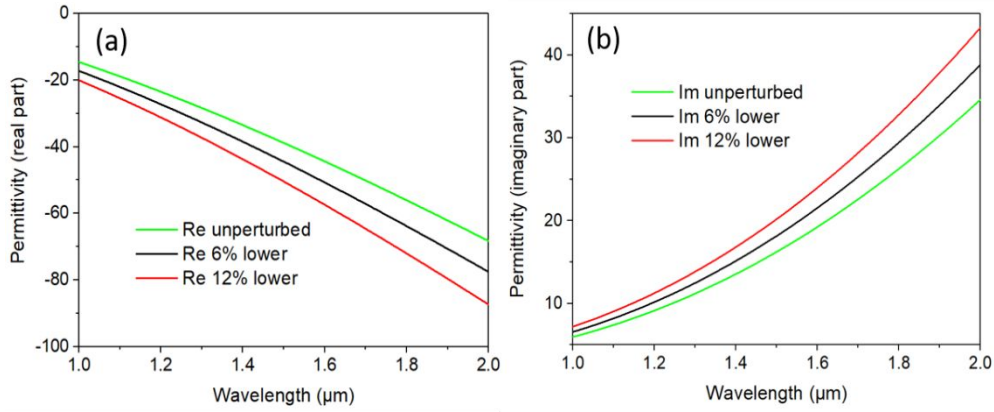 (a)
Permittivity (real part)
0
-20
-40
-60
-80
-100
Re unperturbed
Re 6% lower
Re 12% lower
1.0 1.2 1.4 1.6 1.8 2.0
Wavelength (μm)
(b)
Permittivity (imaginary part)
40
30
20
10
Im unperturbed
Im 6% lower
Im 12% lower
1.0 1.2 1.4 1.6 1.8 2.0
Wavelength (μm)